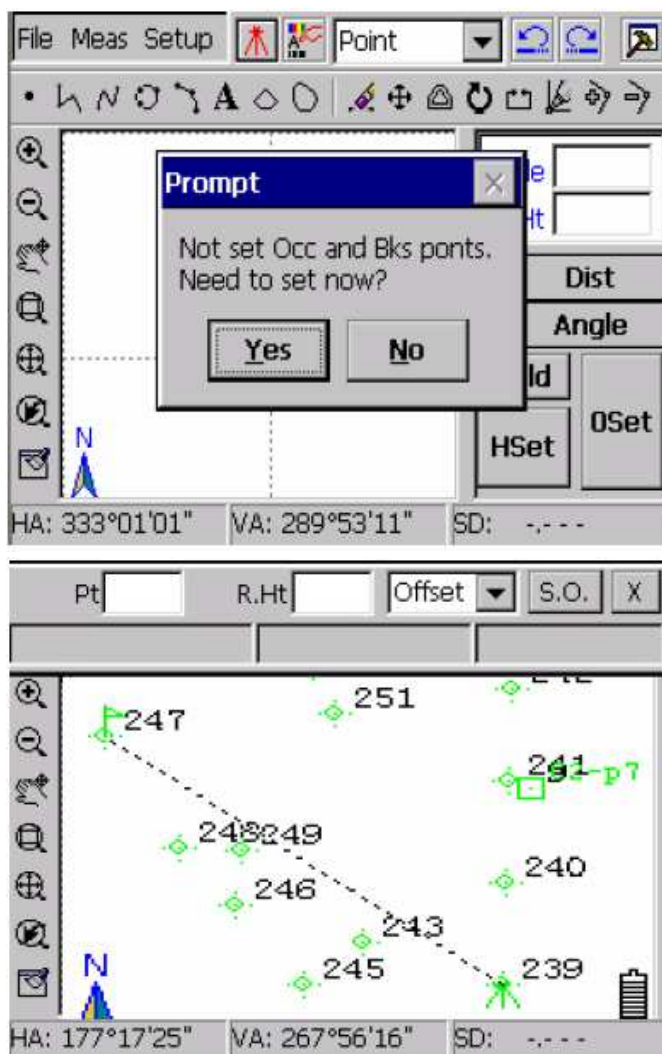 File Meas Setup Point
A
Prompt
Not set Occ and Bks ponts.
Need to set now?
Yes No
Dist
Angle
HSet OSet
N
HA: 333°01'01" VA: 289°53'11" SD: -.---
Pt R.Ht Offset S.O. X
247 251
241
248 249
246 240
243
245 239
N
HA: 177°17'25" VA: 267°56'16" SD: -.---